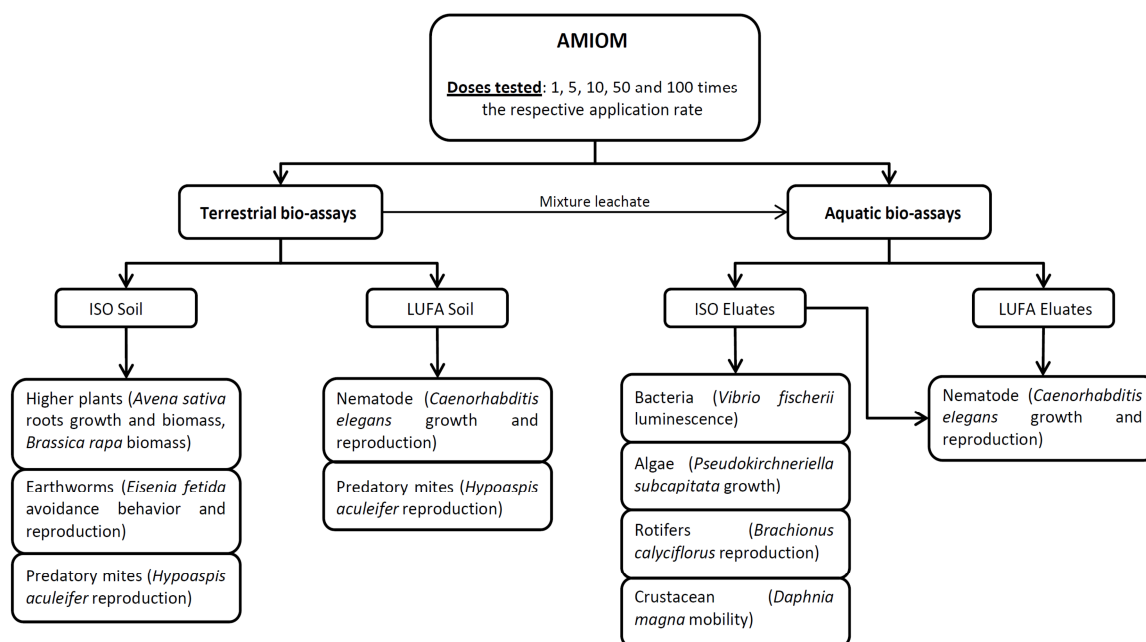 AMIOM
Doses tested: 1, 5, 10, 50 and 100 times
the respective application rate
Terrestrial bio-assays
Mixture leachate
Aquatic bio-assays
ISO Soil
LUFA Soil
ISO Eluates
LUFA Eluates
Higher plants (Avena sativa
roots growth and biomass,
Brassica rapa biomass)
Earthworms (Eisenia fetida
avoidance behavior and
reproduction)
Predatory mites (Hypoaspis
aculeifer reproduction)
Nematode (Caenorhabditis
elegans growth and
reproduction)
Predatory mites (Hypoaspis
aculeifer reproduction)
Bacteria (Vibrio fischerii
luminescence)
Algae (Pseudokirchneriella
subcapitata growth)
Rotifers (Brachionus
calyciflorus reproduction)
Crustacean (Daphnia
magna mobility)
Nematode (Caenorhabditis
elegans growth and
reproduction)